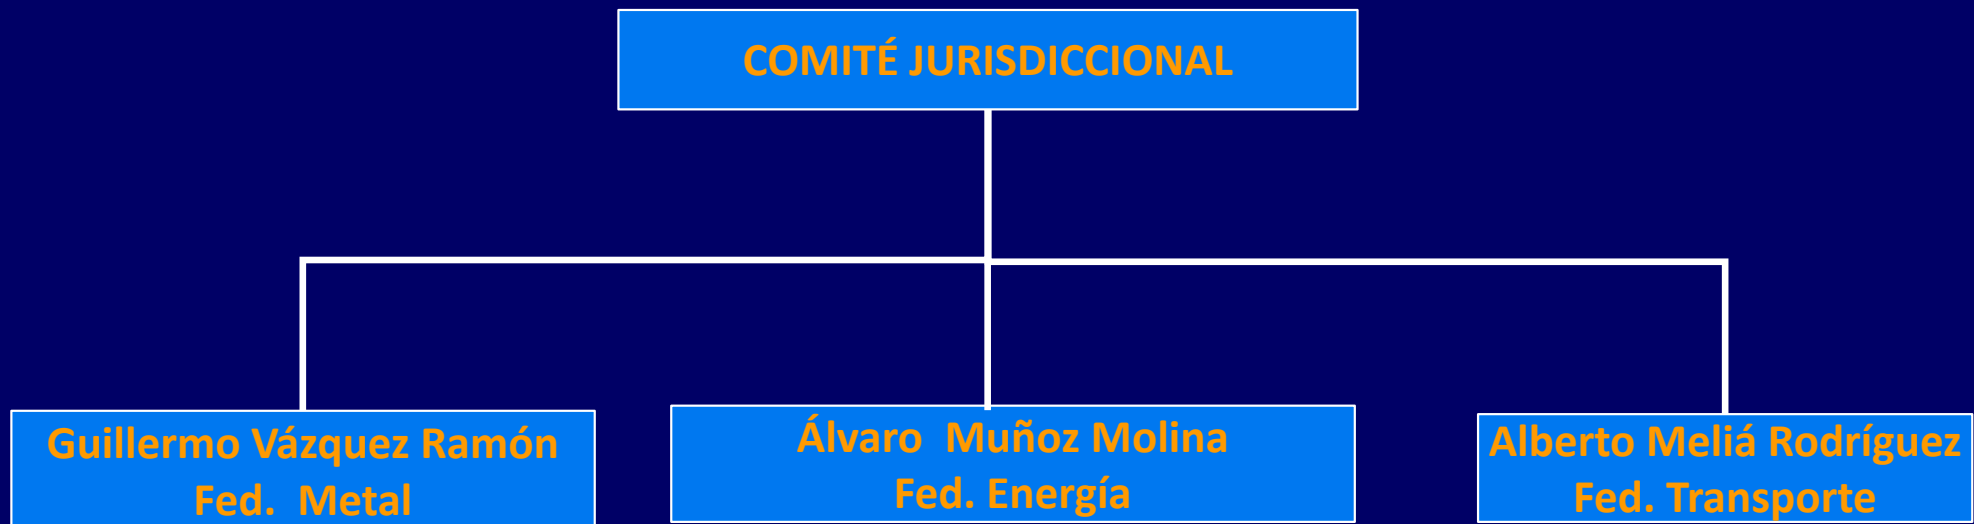 COMITÉ JURISDICCIONAL
Guillermo Vázquez Ramón
Fed. Metal
Álvaro Muñoz Molina
Fed. Energía
Alberto Meliá Rodríguez
Fed. Transporte